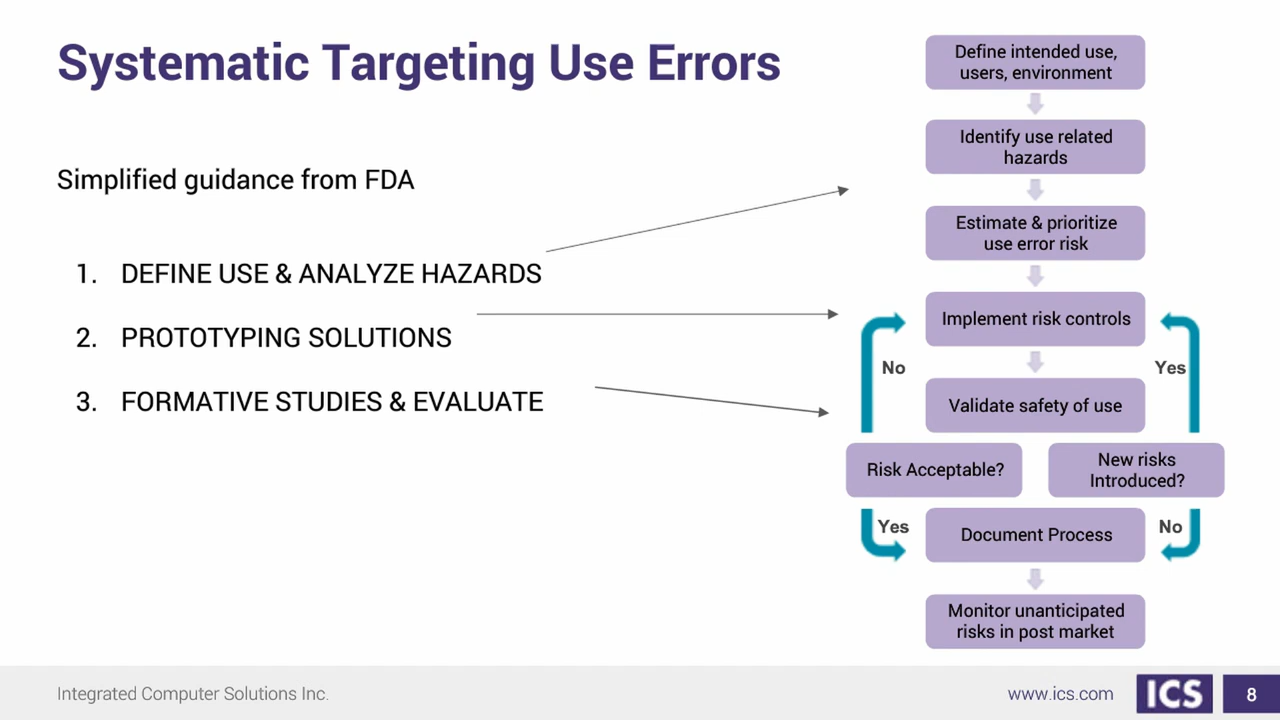 Systematic Targeting Use Errors
Simplified guidance from FDA
1. DEFINE USE & ANALYZE HAZARDS
2. PROTOTYPING SOLUTIONS
3. FORMATIVE STUDIES & EVALUATE
Define intended use,
users, environment
Identify use related
hazards
Estimate & prioritize
use error risk
Implement risk controls
No
Yes
Validate safety of use
Risk Acceptable?
New risks
Introduced?
Yes
Document Process
No
Monitor unanticipated
risks in post market
Integrated Computer Solutions Inc.
www.ics.com
ICS
8